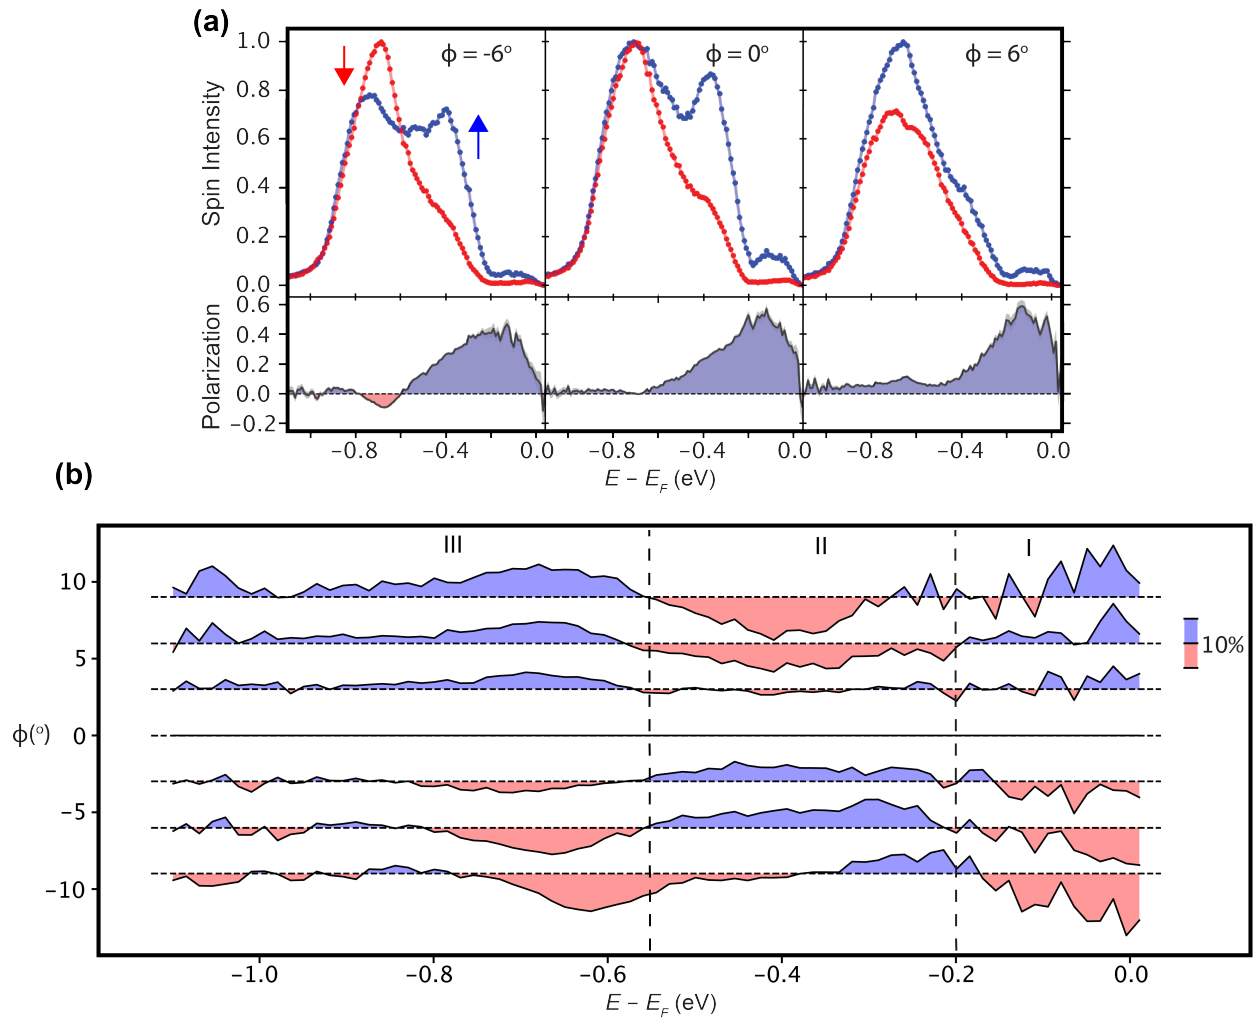 (a)
ϕ = -6°
ϕ = 0°
ϕ = 6°
Spin Intensity
1.0
0.8
0.6
0.4
0.2
0.0
Polarization
0.6
0.4
0.2
0.0
−0.2
−0.8 −0.4 0.0 −0.8 −0.4 0.0 −0.8 −0.4 0.0
E − E_F (eV)
(b)
III II I
10
5
0
−5
−10
ϕ(°)
10%
−1.0 −0.8 −0.6 −0.4 −0.2 0.0
E − E_F (eV)